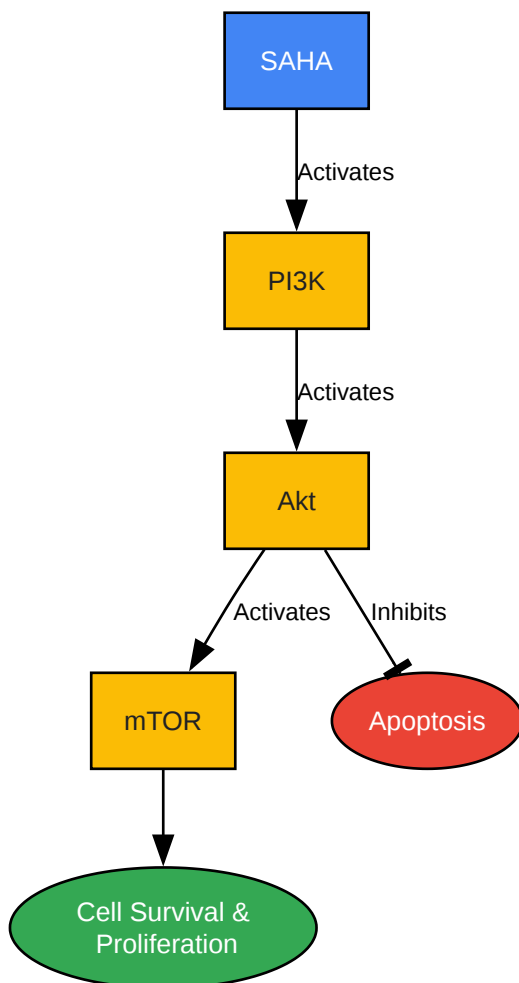 SAHA
Activates
PI3K
Activates
Akt
Activates
Inhibits
mTOR
Apoptosis
Cell Survival &
Proliferation